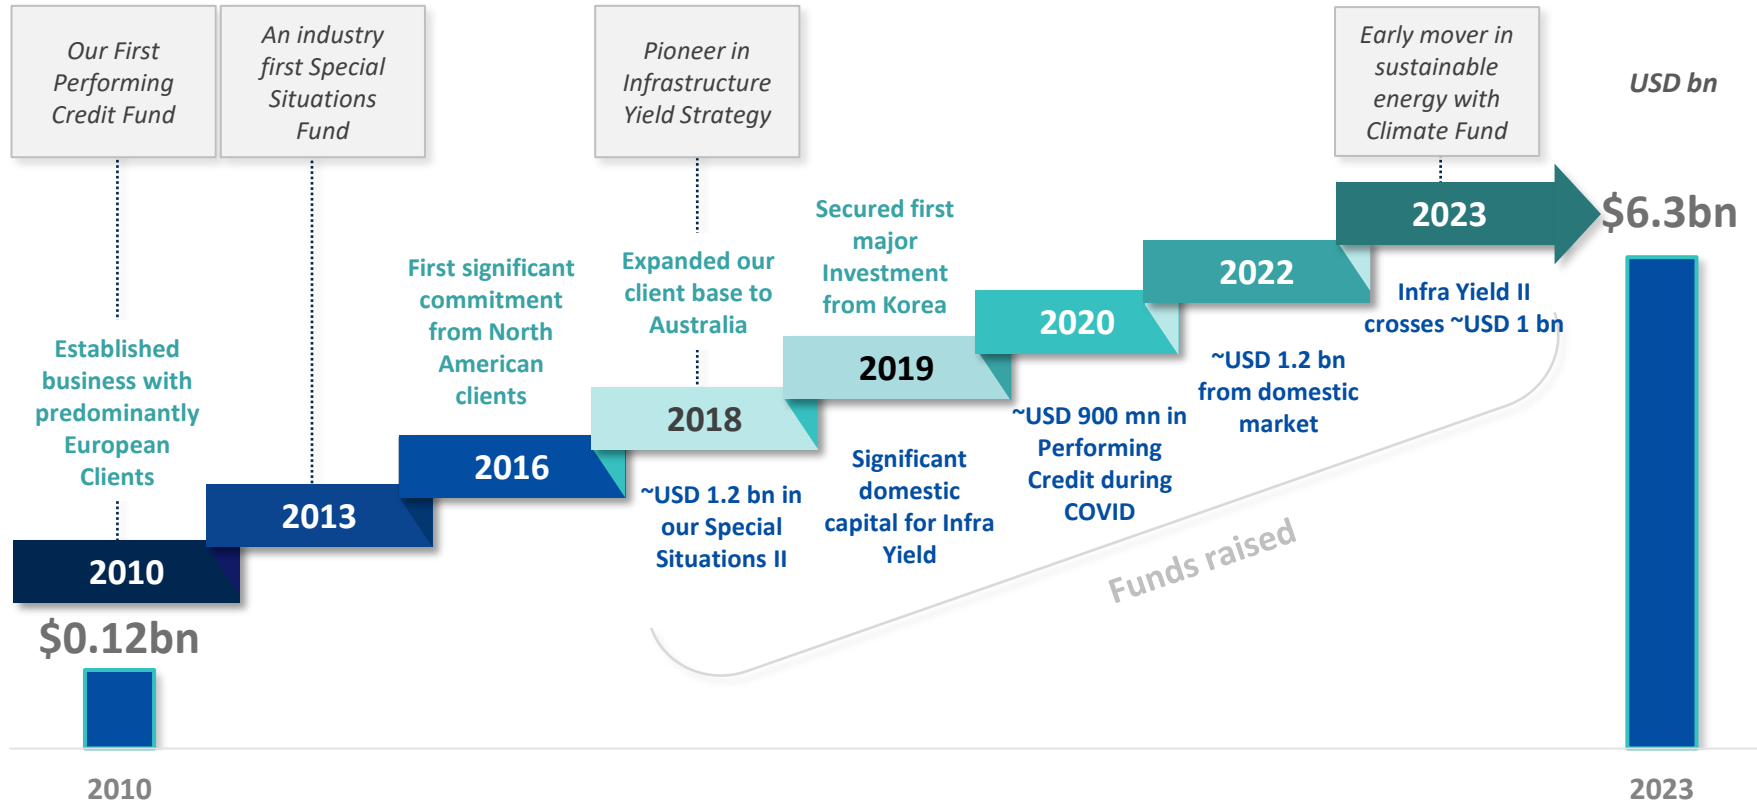 Our First
Performing
Credit Fund
An industry
first Special
Situations
Fund
Pioneer in
Infrastructure
Yield Strategy
Early mover in
sustainable
energy with
Climate Fund
USD bn
Established
business with
predominantly
European
Clients
First significant
commitment
from North
American
clients
Expanded our
client base to
Australia
Secured first
major
Investment
from Korea
2010
2013
2016
2018
2019
2020
2022
2023
$6.3bn
~USD 1.2 bn in
our Special
Situations II
Significant
domestic
capital for Infra
Yield
~USD 900 mn in
Performing
Credit during
COVID
~USD 1.2 bn
from domestic
market
Infra Yield II
crosses ~USD 1 bn
Funds raised
$0.12bn
2010
2023